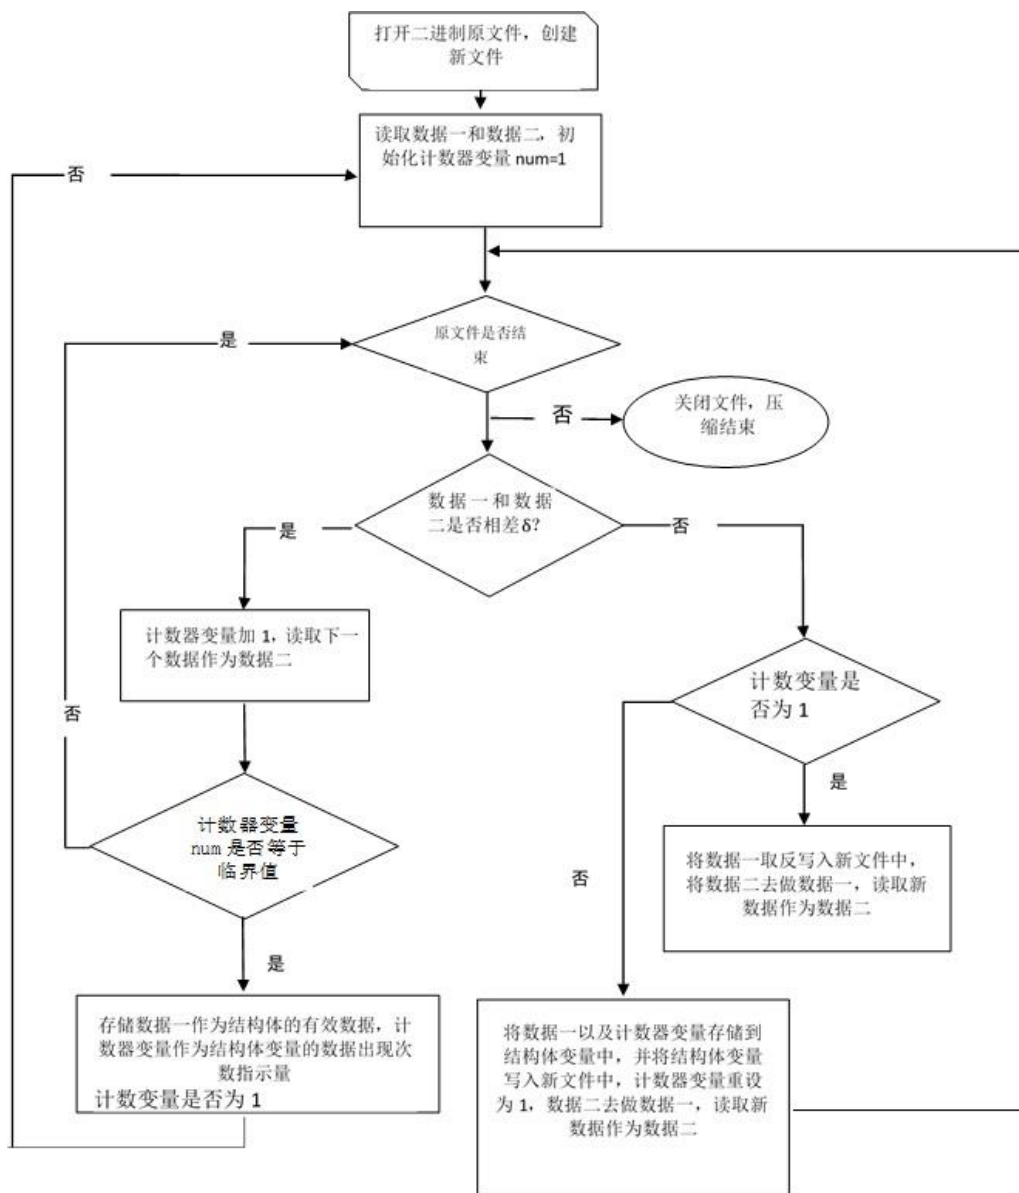 打开二进制原文件，创建
新文件
读取数据一和数据二，初
始化计数器变量 num=1
否
原文件是否结
束
是
否
关闭文件，压
缩结束
数据一和数据
二是否相差δ?
是
否
计数器变量加 1，读取下一
个数据作为数据二
计数变量是
否为 1
否
是
计数器变量
num 是否等于
临界值
将数据一取反写入新文件中，
将数据二去做数据一，读取新
数据作为数据二
否
是
存储数据一作为结构体的有效数据，计
数器变量作为结构体变量的数据出现次
数指示量
计数变量是否为 1
将数据一以及计数器变量存储到
结构体变量中，并将结构体变量
写入新文件中，计数器变量重设
为 1，数据二去做数据一，读取新
数据作为数据二